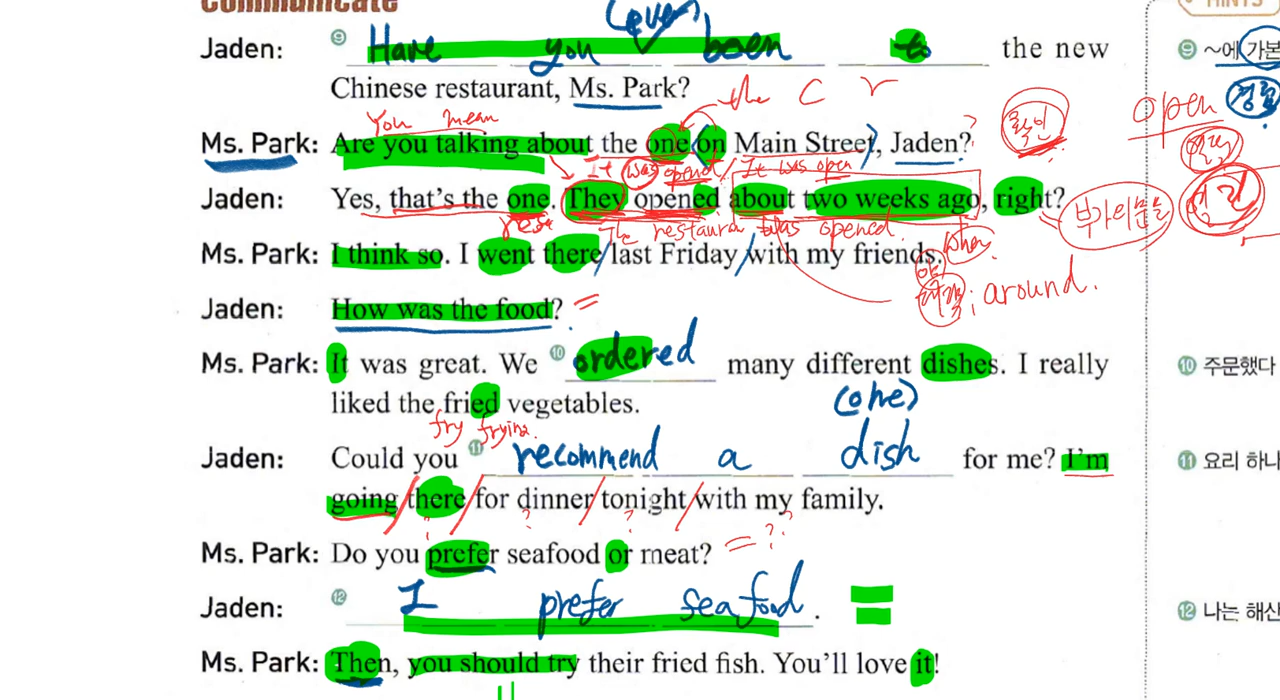 Communicate
HINTS
(ever)
Jaden: ⑨ Have you been to the new
⑨ ~에 가본
Chinese restaurant, Ms. Park?
the C r
경험
You mean
open
Ms. Park: Are you talking about the one (on Main Street), Jaden?
확인
It was opened / It was open
Jaden: Yes, that's the one. They opened about two weeks ago, right?
부가의문문
The restaura was opened.
Ms. Park: I think so. I went there/last Friday/with my friends.
when
약; around.
Jaden: How was the food? =
Ms. Park: It was great. We ⑩ ordered many different dishes. I really
⑩ 주문했다
liked the fried vegetables.
(one)
fry frying.
Jaden: Could you ⑪ recommend a dish for me? I'm
⑪ 요리 하나
going/there/for dinner/tonight/with my family.
? ? ? ?
Ms. Park: Do you prefer seafood or meat? = ??
Jaden: ⑫ I prefer seafood. =
⑫ 나는 해산
Ms. Park: Then, you should try their fried fish. You'll love it!